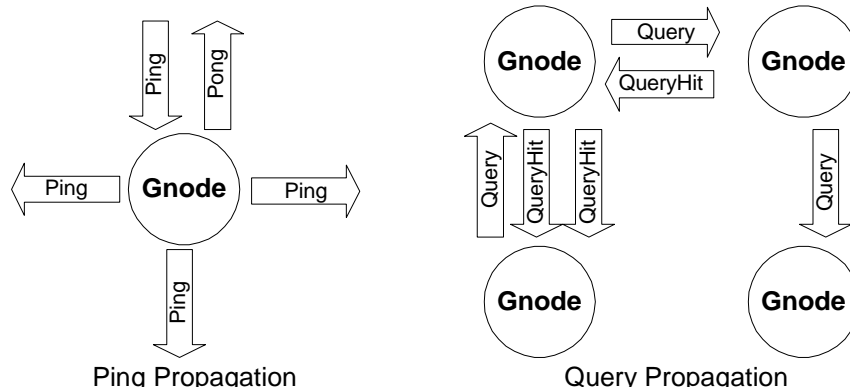 Ping
Pong
Ping
Gnode
Ping
Ping
Ping Propagation
Gnode
Query
QueryHit
Gnode
Query
QueryHit
QueryHit
Query
Gnode
Gnode
Query Propagation